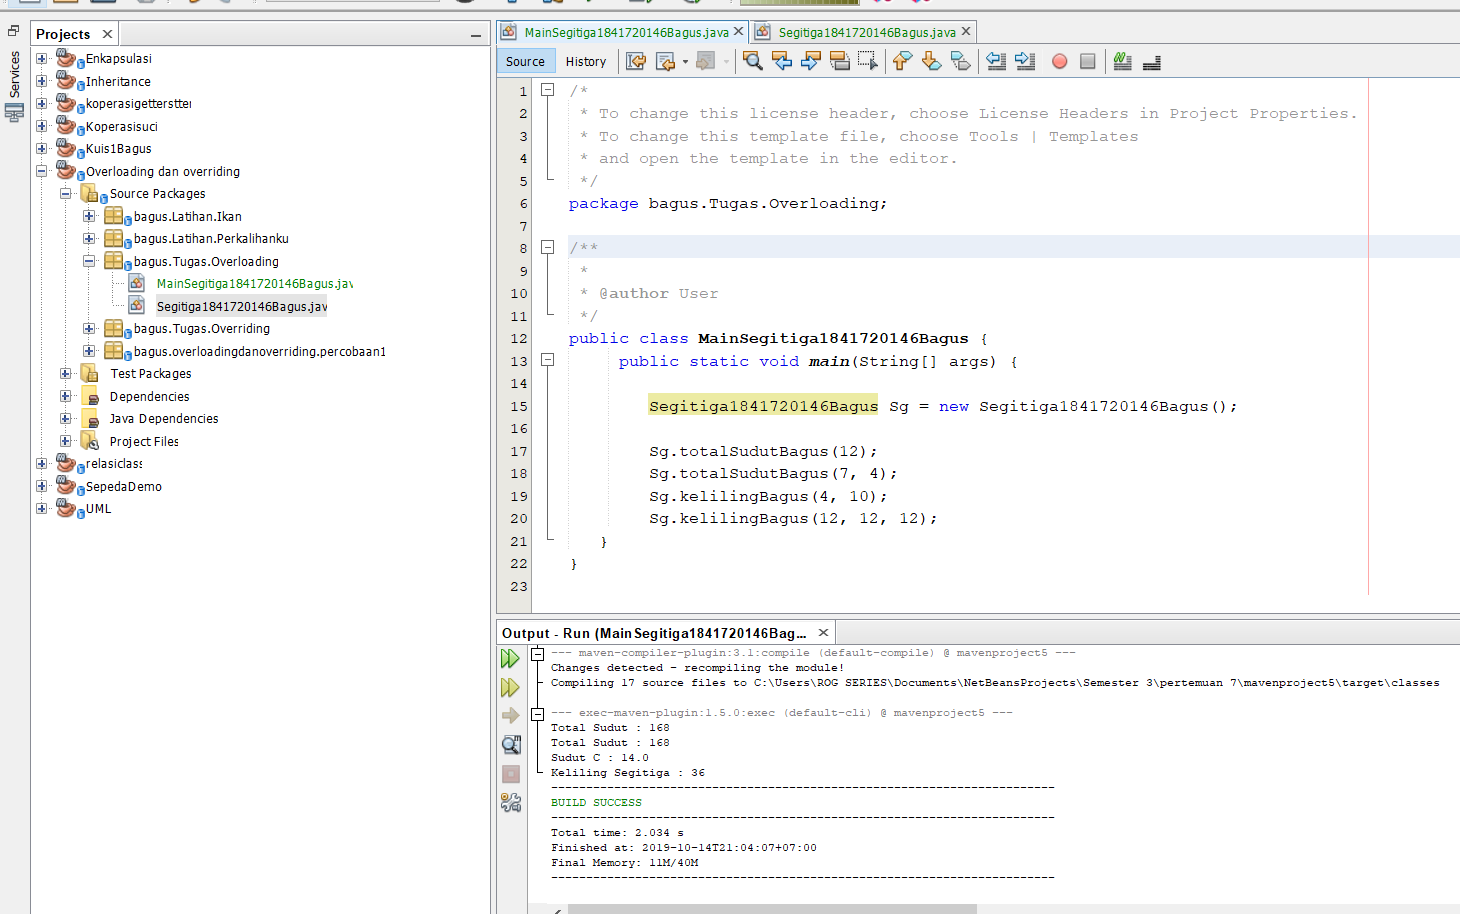 Services
Projects
Enkapsulasi
Inheritance
koperasigettersttei
Koperasisuci
Kuis1Bagus
Overloading dan overriding
Source Packages
bagus.Latihan.Ikan
bagus.Latihan.Perkalihanku
bagus.Tugas.Overloading
MainSegitiga1841720146Bagus.jav
Segitiga1841720146Bagus.jav
bagus.Tugas.Overriding
bagus.overloadingdanoverriding.percobaan1
Test Packages
Dependencies
Java Dependencies
Project Files
relasiclass
SepedaDemo
UML
MainSegitiga1841720146Bagus.java
Segitiga1841720146Bagus.java
Source History
1 /*
2 * To change this license header, choose License Headers in Project Properties.
3 * To change this template file, choose Tools | Templates
4 * and open the template in the editor.
5 */
6 package bagus.Tugas.Overloading;
7
8 /**
9 *
10 * @author User
11 */
12 public class MainSegitiga1841720146Bagus {
13 public static void main(String[] args) {
14
15 Segitiga1841720146Bagus Sg = new Segitiga1841720146Bagus();
16
17 Sg.totalSudutBagus(12);
18 Sg.totalSudutBagus(7, 4);
19 Sg.kelilingBagus(4, 10);
20 Sg.kelilingBagus(12, 12, 12);
21 }
22 }
23
Output - Run (MainSegitiga1841720146Bag...
--- maven-compiler-plugin:3.1:compile (default-compile) @ mavenproject5 ---
Changes detected - recompiling the module!
Compiling 17 source files to C:\Users\ROG SERIES\Documents\NetBeansProjects\Semester 3\pertemuan 7\mavenproject5\target\classes
--- exec-maven-plugin:1.5.0:exec (default-cli) @ mavenproject5 ---
Total Sudut : 168
Total Sudut : 168
Sudut C : 14.0
Keliling Segitiga : 36
------------------------------------------------------------------------
BUILD SUCCESS
------------------------------------------------------------------------
Total time: 2.034 s
Finished at: 2019-10-14T21:04:07+07:00
Final Memory: 11M/40M
------------------------------------------------------------------------